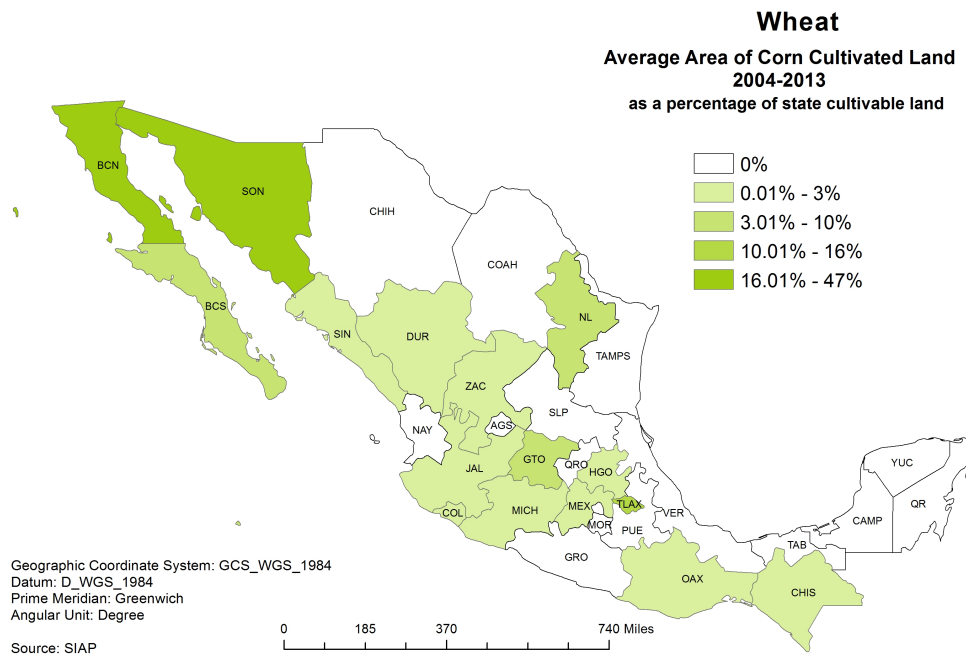 Wheat
Average Area of Corn Cultivated Land
2004-2013
as a percentage of state cultivable land
0%
0.01% - 3%
3.01% - 10%
10.01% - 16%
16.01% - 47%
BCN
SON
CHIH
COAH
BCS
NL
SIN
DUR
TAMPS
ZAC
SLP
NAY
AGS
YUC
GTO
QRO
JAL
HGO
QR
MEX
TLAX
COL
MICH
VER
CAMP
MOR
PUE
TAB
GRO
OAX
CHIS
Geographic Coordinate System: GCS_WGS_1984
Datum: D_WGS_1984
Prime Meridian: Greenwich
Angular Unit: Degree
Source: SIAP
0 185 370 740 Miles